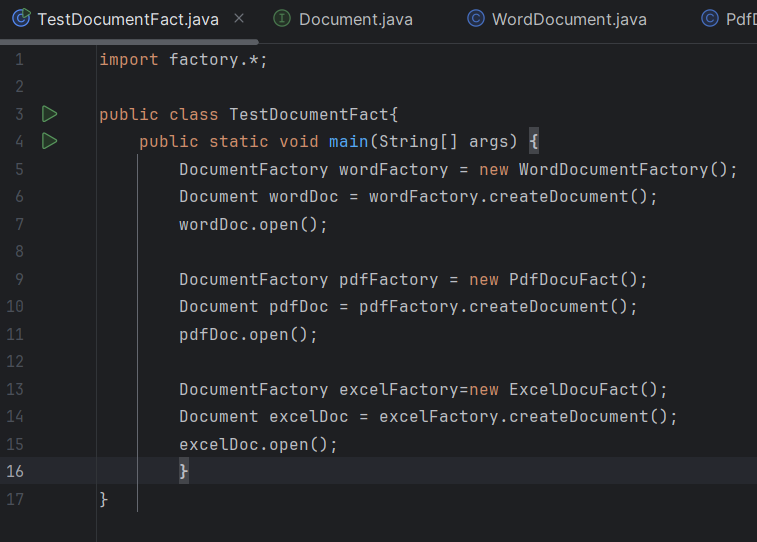 TestDocumentFact.java × Document.java WordDocument.java PdfD
1 import factory.*;
2
3 public class TestDocumentFact{
4 public static void main(String[] args) {
5 DocumentFactory wordFactory = new WordDocumentFactory();
6 Document wordDoc = wordFactory.createDocument();
7 wordDoc.open();
8
9 DocumentFactory pdfFactory = new PdfDocuFact();
10 Document pdfDoc = pdfFactory.createDocument();
11 pdfDoc.open();
12
13 DocumentFactory excelFactory=new ExcelDocuFact();
14 Document excelDoc = excelFactory.createDocument();
15 excelDoc.open();
16 }
17 }